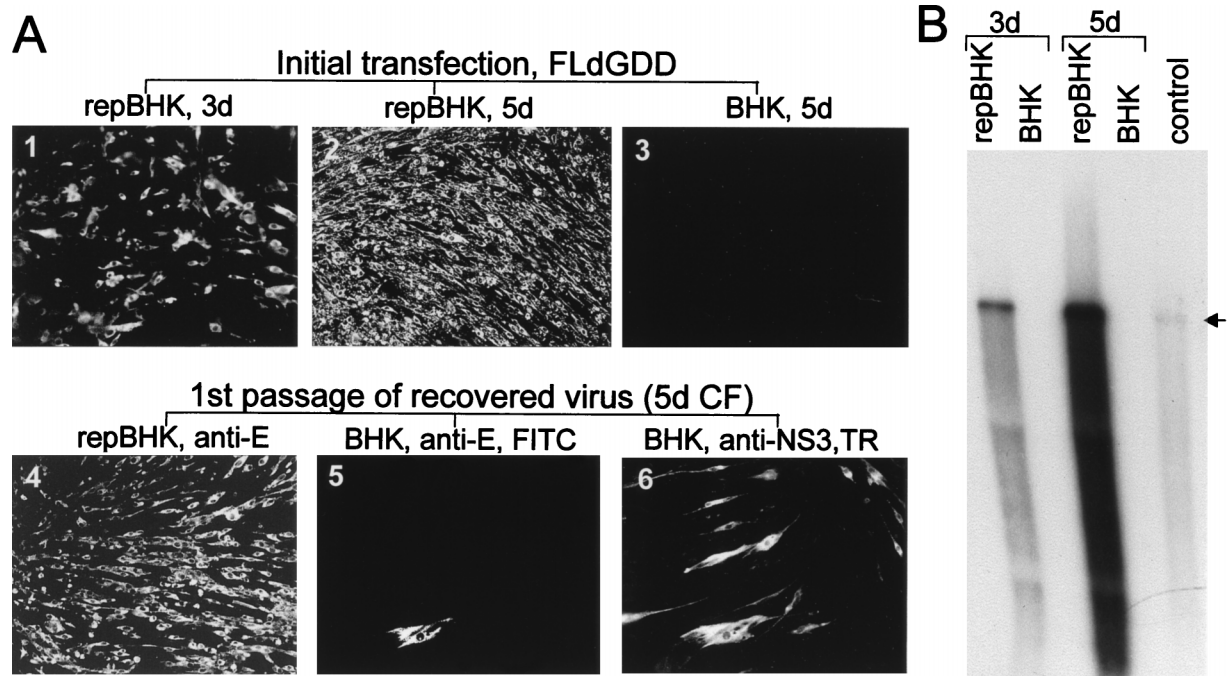 A
Initial transfection, FLdGDD
repBHK, 3d
repBHK, 5d
BHK, 5d
1
2
3
1st passage of recovered virus (5d CF)
repBHK, anti-E
BHK, anti-E, FITC
BHK, anti-NS3,TR
4
5
6
B
3d
5d
repBHK
BHK
repBHK
BHK
control